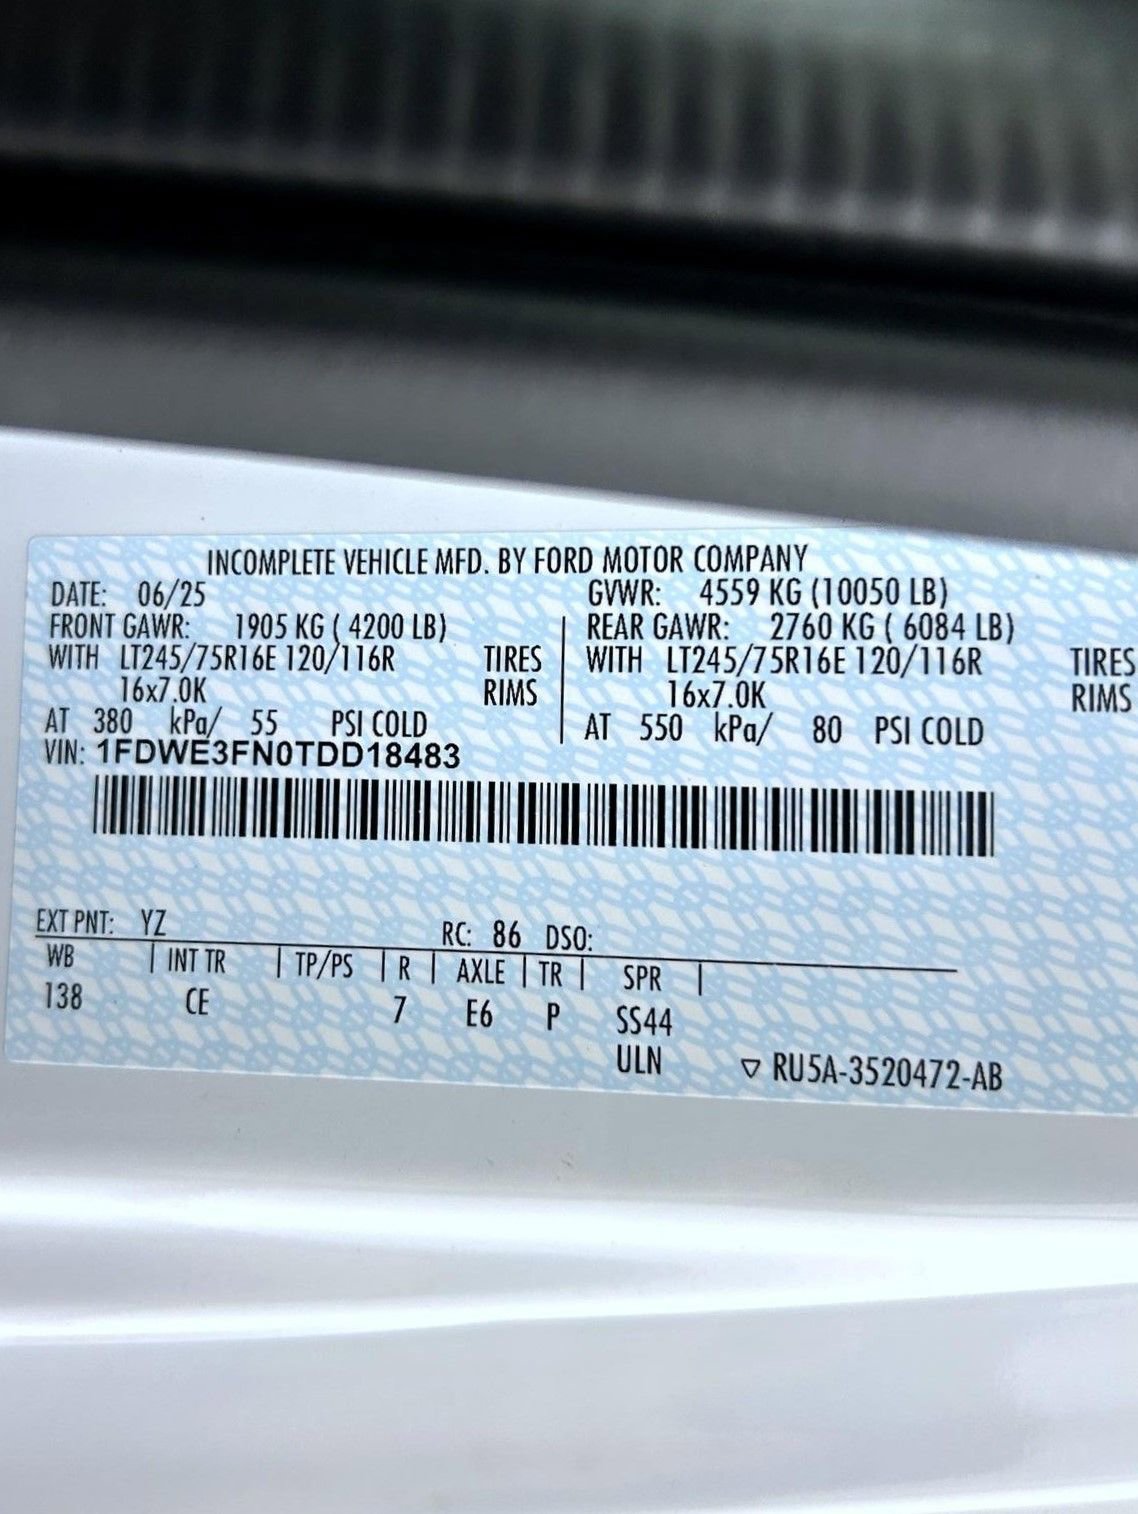 INCOMPLETE VEHICLE MFD. BY FORD MOTOR COMPANY
DATE: 06/25 GVWR: 4559 KG (10050 LB)
FRONT GAWR: 1905 KG ( 4200 LB) REAR GAWR: 2760 KG ( 6084 LB)
WITH LT245/75R16E 120/116R TIRES WITH LT245/75R16E 120/116R TIRES
16x7.0K RIMS 16x7.0K RIMS
AT 380 kPa/ 55 PSI COLD AT 550 kPa/ 80 PSI COLD
VIN: 1FDWE3FN0TDD18483
EXT PNT: YZ RC: 86 DSO:
WB INT TR TP/PS R AXLE TR SPR
138 CE 7 E6 P SS44
ULN ▽ RU5A-3520472-AB